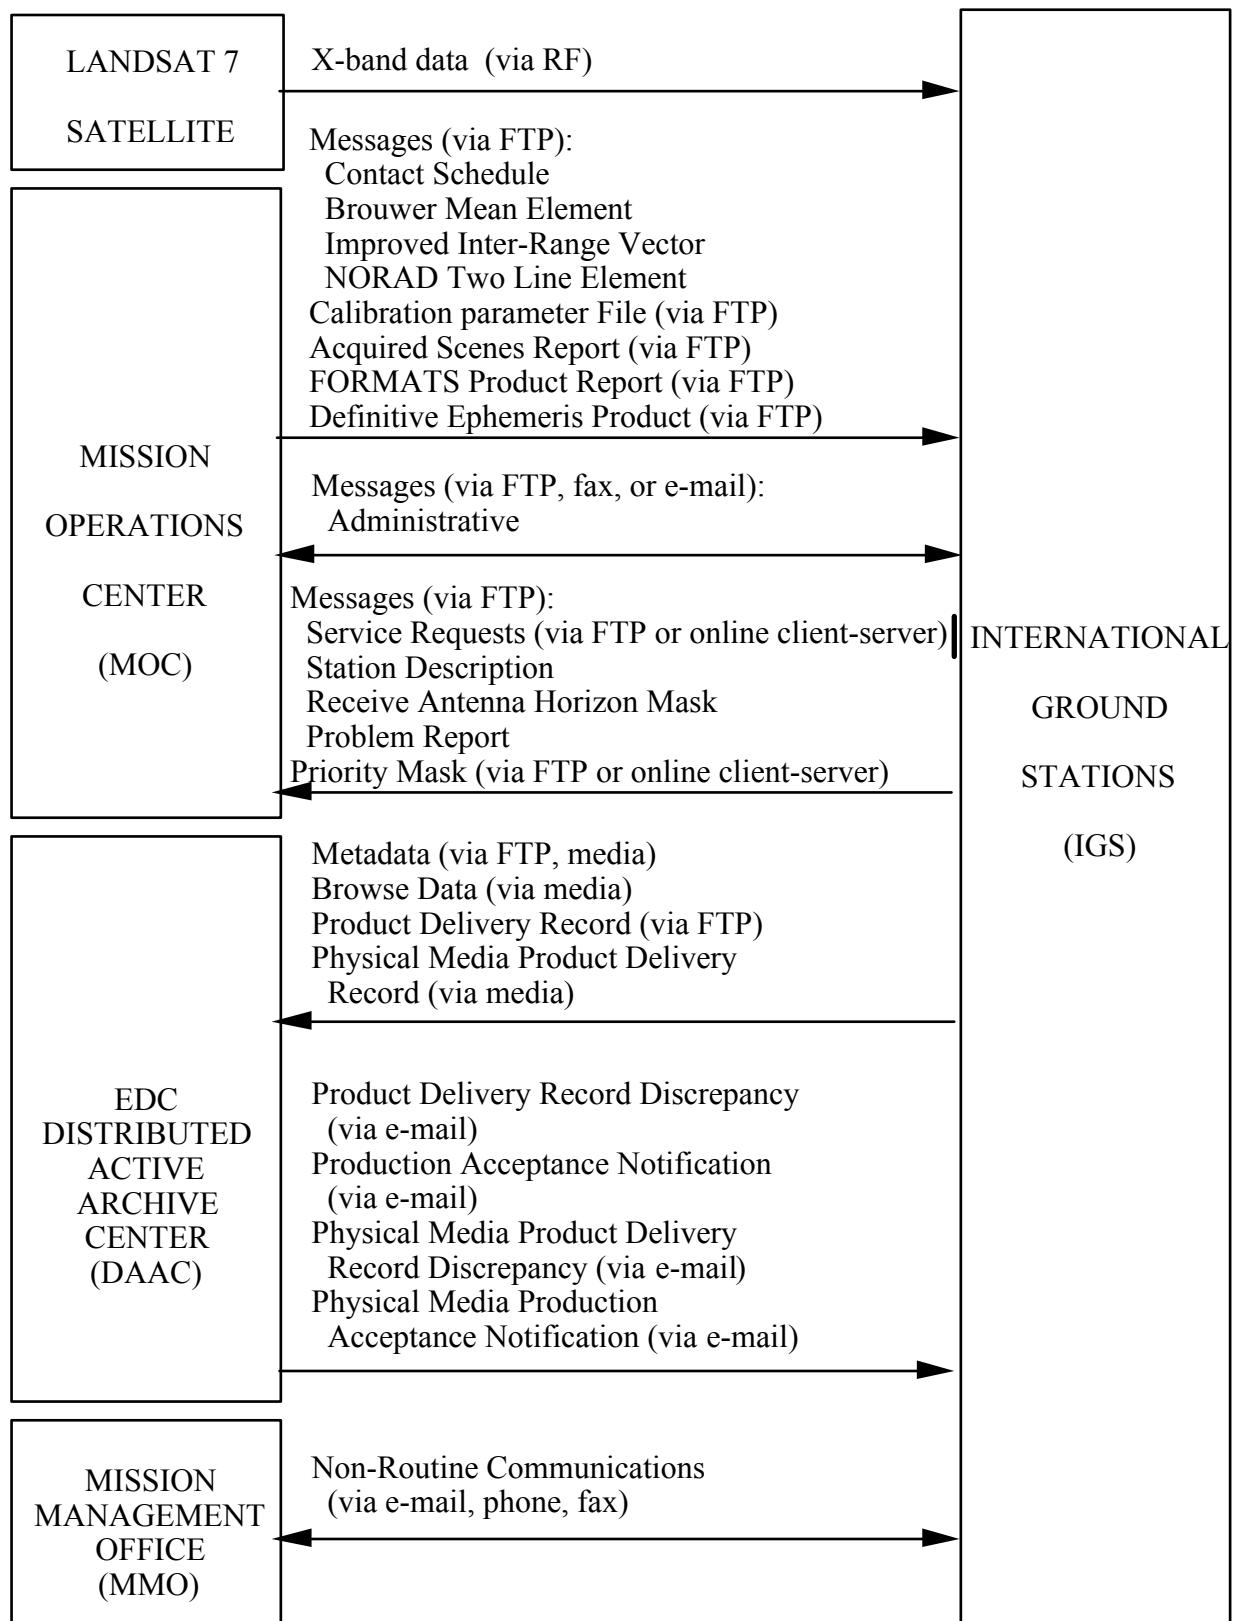 LANDSAT 7
SATELLITE
X-band data (via RF)
Messages (via FTP):
Contact Schedule
Brouwer Mean Element
Improved Inter-Range Vector
NORAD Two Line Element
Calibration parameter File (via FTP)
Acquired Scenes Report (via FTP)
FORMATS Product Report (via FTP)
Definitive Ephemeris Product (via FTP)
MISSION
OPERATIONS
CENTER
(MOC)
Messages (via FTP, fax, or e-mail):
Administrative
Messages (via FTP):
Service Requests (via FTP or online client-server)
Station Description
Receive Antenna Horizon Mask
Problem Report
Priority Mask (via FTP or online client-server)
INTERNATIONAL
GROUND
STATIONS
(IGS)
Metadata (via FTP, media)
Browse Data (via media)
Product Delivery Record (via FTP)
Physical Media Product Delivery
Record (via media)
EDC
DISTRIBUTED
ACTIVE
ARCHIVE
CENTER
(DAAC)
Product Delivery Record Discrepancy
(via e-mail)
Production Acceptance Notification
(via e-mail)
Physical Media Product Delivery
Record Discrepancy (via e-mail)
Physical Media Production
Acceptance Notification (via e-mail)
MISSION
MANAGEMENT
OFFICE
(MMO)
Non-Routine Communications
(via e-mail, phone, fax)